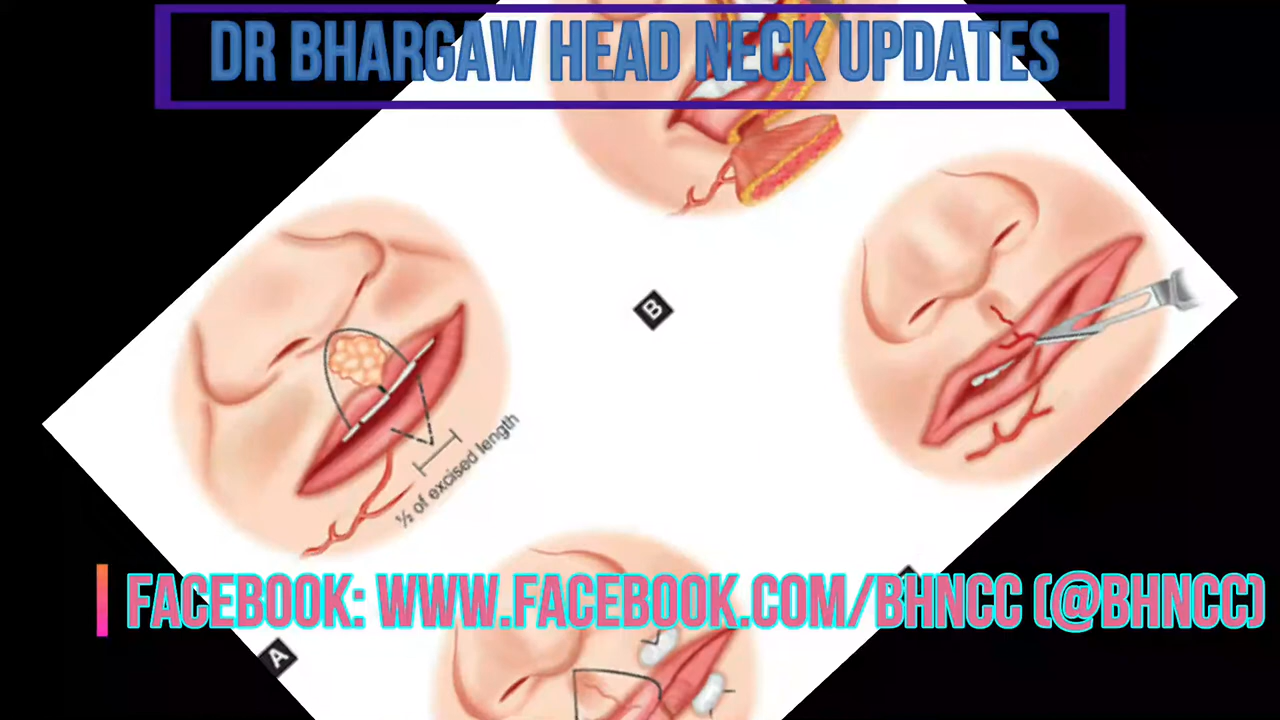 DR BHARGAW HEAD NECK UPDATES
B
½ of excised length
FACEBOOK: WWW.FACEBOOK.COM/BHNCC (@BHNCC)
A